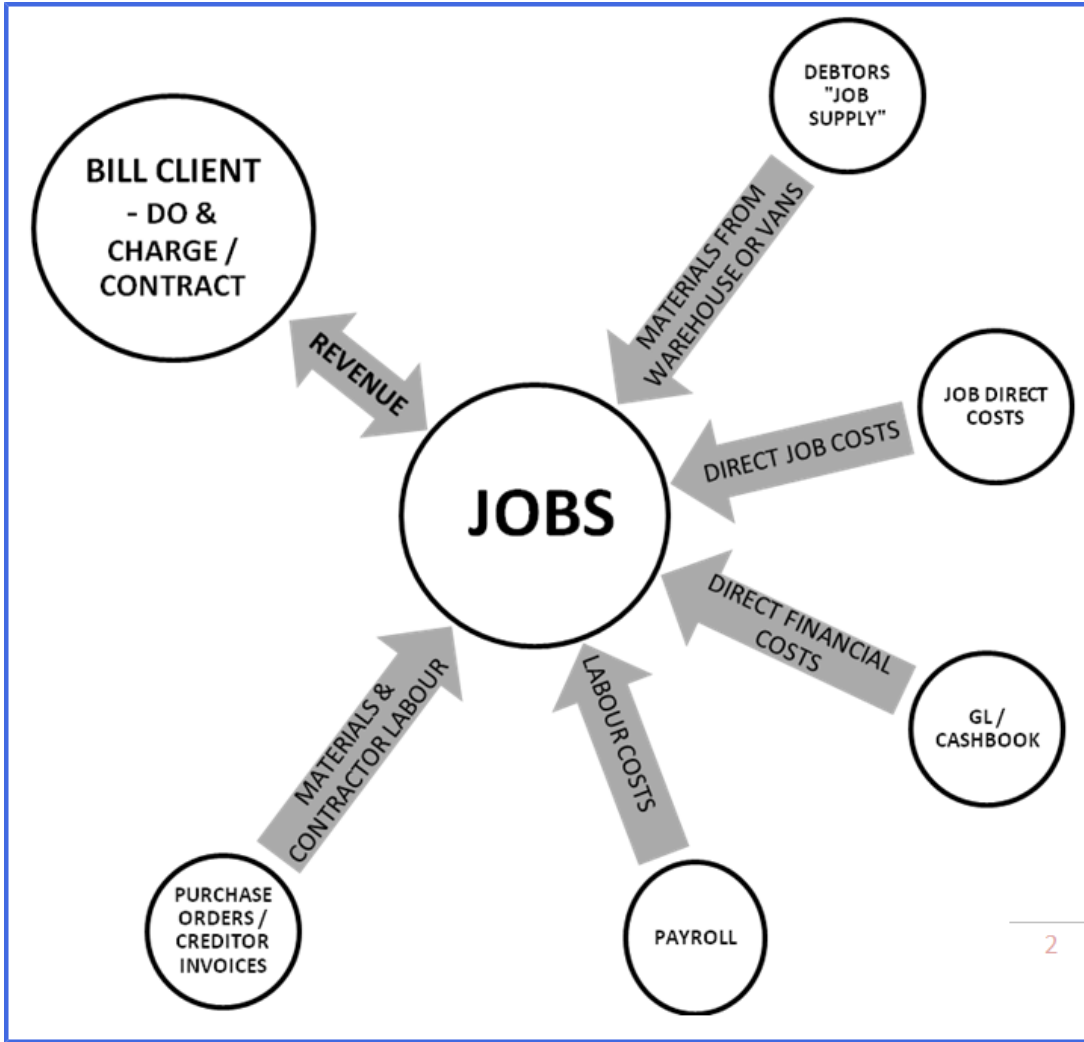 BILL CLIENT
- DO &
CHARGE /
CONTRACT
DEBTORS
"JOB
SUPPLY"
MATERIALS FROM
WAREHOUSE OR VANS
REVENUE
JOB DIRECT
COSTS
DIRECT JOB COSTS
JOBS
DIRECT FINANCIAL
COSTS
GL /
CASHBOOK
LABOUR COSTS
MATERIALS &
CONTRACTOR LABOUR
PURCHASE
ORDERS /
CREDITOR
INVOICES
PAYROLL
2